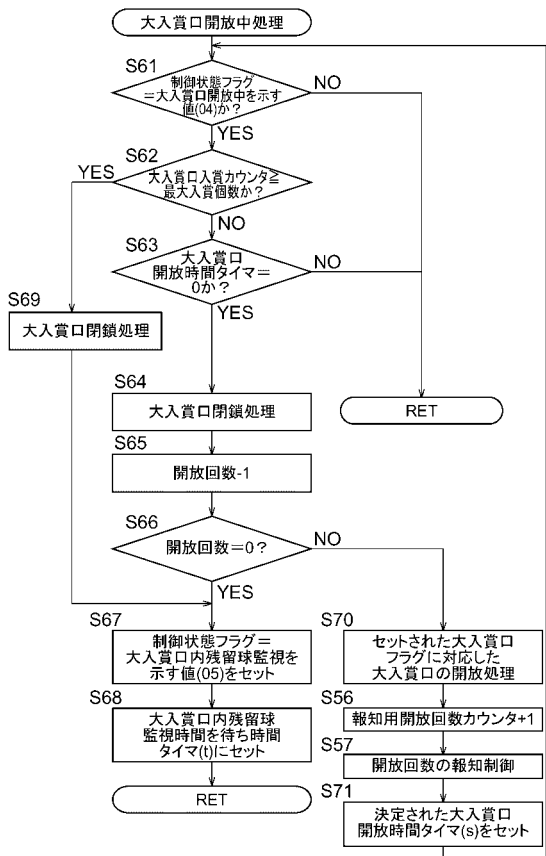 大入賞口開放中処理
S61
制御状態フラグ
＝大入賞口開放中を示す
値(04)か？
NO
YES
S62
YES
大入賞口入賞カウンタ≧
最大入賞個数か？
NO
S63
大入賞口
開放時間タイマ＝
0か？
NO
YES
S69
大入賞口閉鎖処理
S64
大入賞口閉鎖処理
RET
S65
開放回数-1
S66
開放回数＝0？
NO
YES
S67
制御状態フラグ＝
大入賞口内残留球監視を
示す値(05)をセット
S70
セットされた大入賞口
フラグに対応した
大入賞口の開放処理
S68
大入賞口内残留球
監視時間を待ち時間
タイマ(t)にセット
S56
報知用開放回数カウンタ+1
S57
開放回数の報知制御
RET
S71
決定された大入賞口
開放時間タイマ(s)をセット